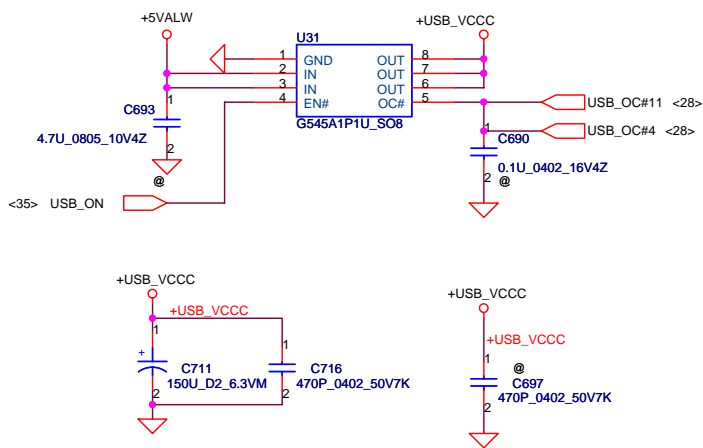 +5VALW
+USB_VCCC
U31
1 GND OUT 8
2 IN OUT 7
3 IN OUT 6
4 EN# OC# 5
G545A1P1U_SO8
1
C693
4.7U_0805_10V4Z
2
@
<35> USB_ON
USB_OC#11 <28>
USB_OC#4 <28>
1
C690
0.1U_0402_16V4Z
2
@
+USB_VCCC
+USB_VCCC
1
+
C711
150U_D2_6.3VM
2
1
C716
470P_0402_50V7K
2
+USB_VCCC
+USB_VCCC
1
@
C697
470P_0402_50V7K
2